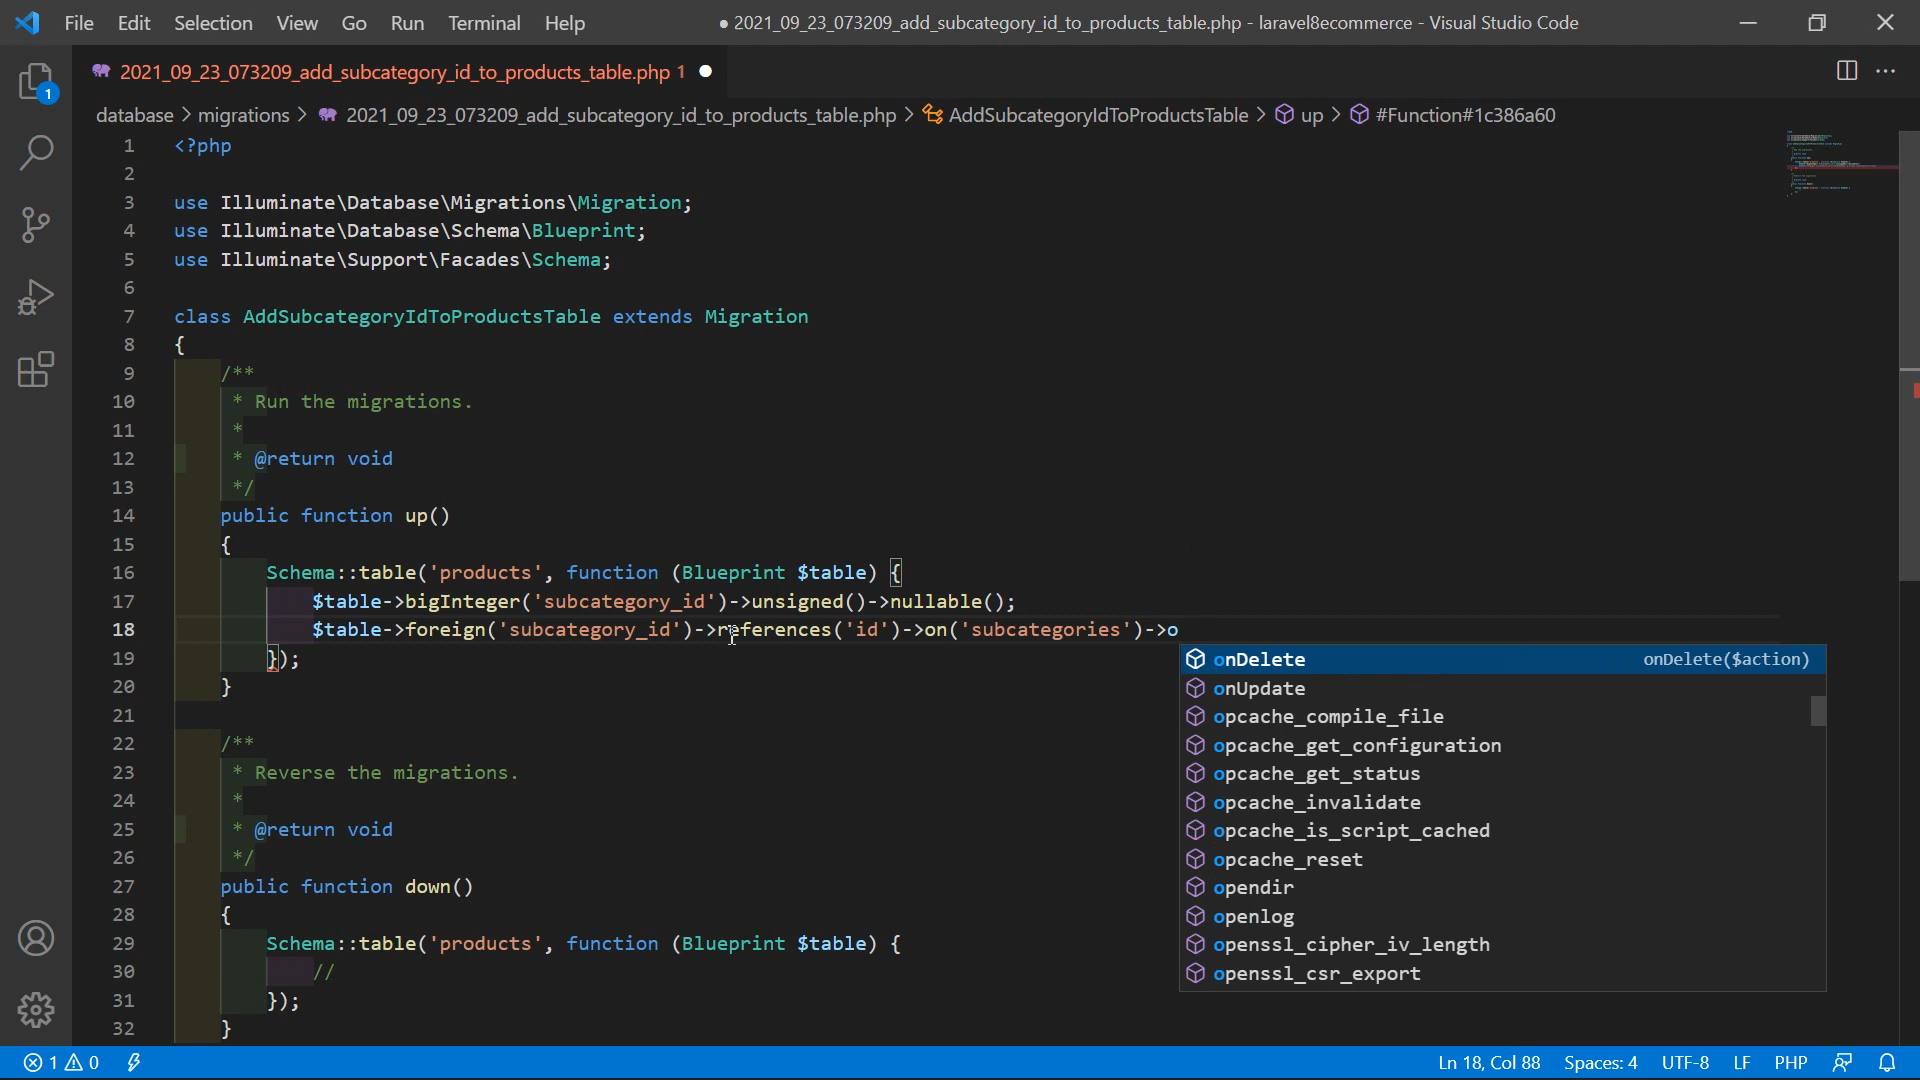 File Edit Selection View Go Run Terminal Help
● 2021_09_23_073209_add_subcategory_id_to_products_table.php - laravel8ecommerce - Visual Studio Code
2021_09_23_073209_add_subcategory_id_to_products_table.php 1 ●
database > migrations > 2021_09_23_073209_add_subcategory_id_to_products_table.php > AddSubcategoryIdToProductsTable > up > #Function#1c386a60
1
1 <?php
2
3 use Illuminate\Database\Migrations\Migration;
4 use Illuminate\Database\Schema\Blueprint;
5 use Illuminate\Support\Facades\Schema;
6
7 class AddSubcategoryIdToProductsTable extends Migration
8 {
9     /**
10      * Run the migrations.
11      *
12      * @return void
13      */
14     public function up()
15     {
16         Schema::table('products', function (Blueprint $table) {
17             $table->bigInteger('subcategory_id')->unsigned()->nullable();
18             $table->foreign('subcategory_id')->references('id')->on('subcategories')->o
19         });
20     }
21
22     /**
23      * Reverse the migrations.
24      *
25      * @return void
26      */
27     public function down()
28     {
29         Schema::table('products', function (Blueprint $table) {
30             //
31         });
32     }
onDelete onDelete($action)
onUpdate
opcache_compile_file
opcache_get_configuration
opcache_get_status
opcache_invalidate
opcache_is_script_cached
opcache_reset
opendir
openlog
openssl_cipher_iv_length
openssl_csr_export
1 0 Ln 18, Col 88 Spaces: 4 UTF-8 LF PHP